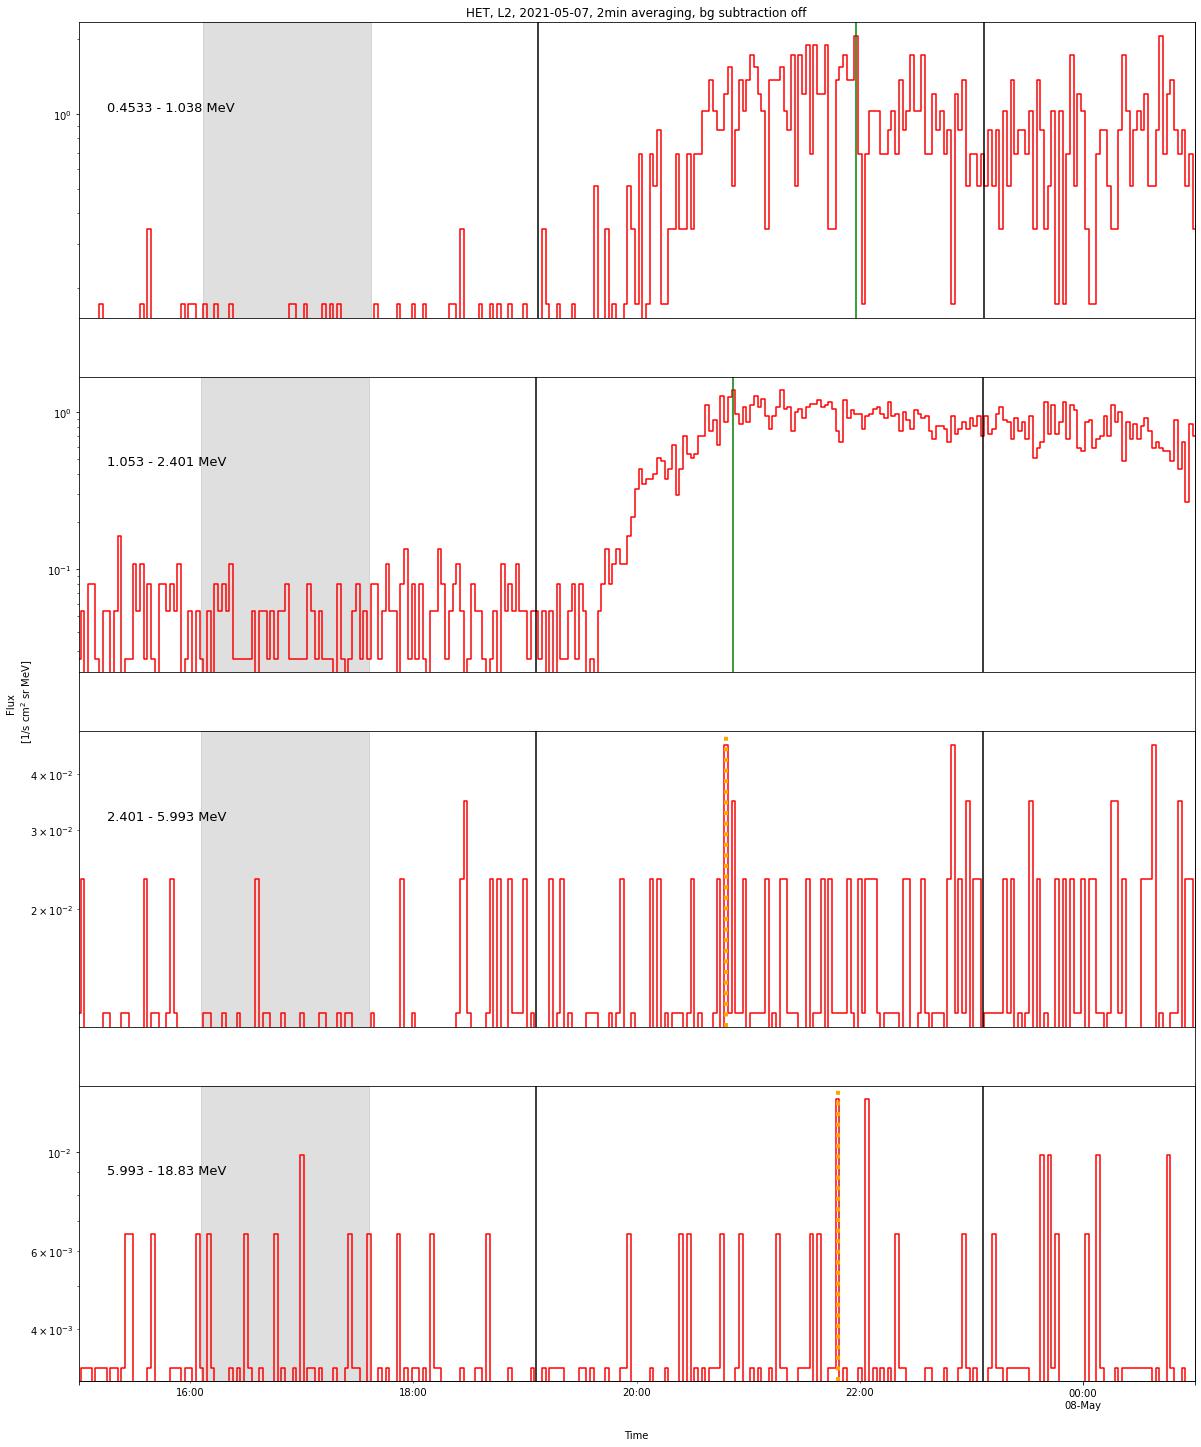 HET, L2, 2021-05-07, 2min averaging, bg subtraction off
10⁰
0.4533 - 1.038 MeV
10⁰
1.053 - 2.401 MeV
10⁻¹
Flux
[1/s cm² sr MeV]
4 × 10⁻²
3 × 10⁻²
2.401 - 5.993 MeV
2 × 10⁻²
10⁻²
5.993 - 18.83 MeV
6 × 10⁻³
4 × 10⁻³
16:00 18:00 20:00 22:00 00:00
08-May
Time